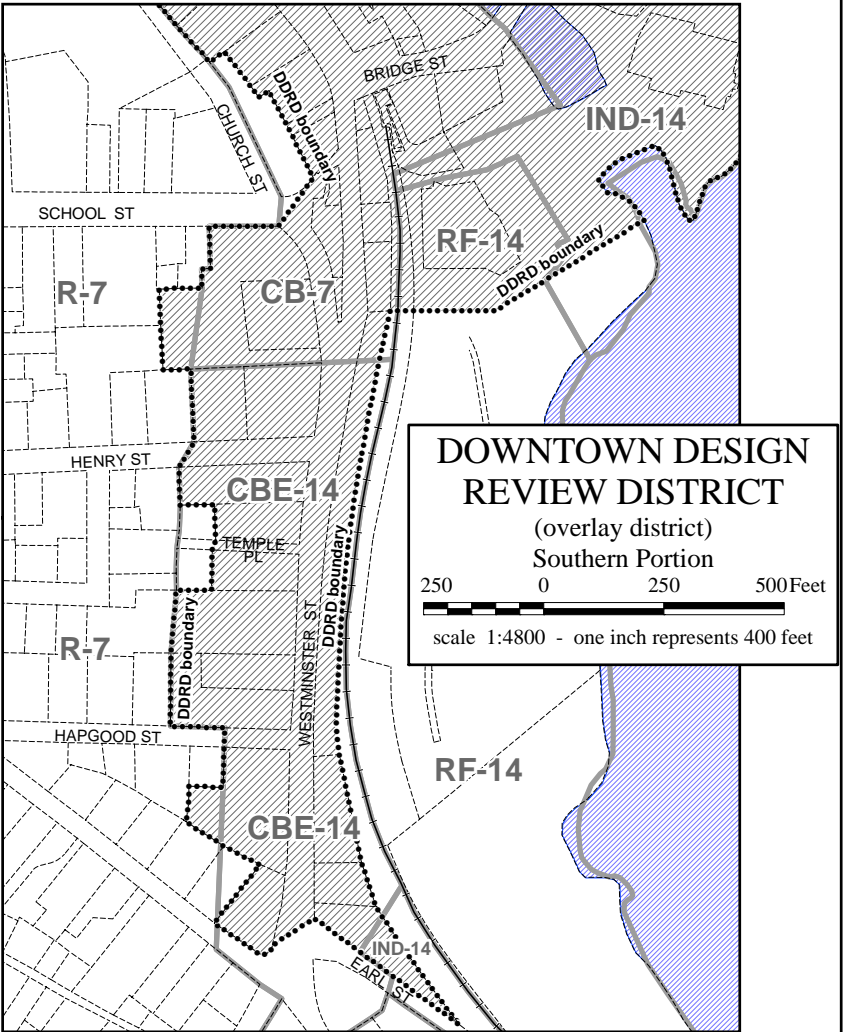 BRIDGE ST
DDRD boundary
IND-14
CHURCH ST
SCHOOL ST
RF-14
DDRD boundary
R-7
CB-7
DOWNTOWN DESIGN
REVIEW DISTRICT
(overlay district)
Southern Portion
250 0 250 500 Feet
scale 1:4800 - one inch represents 400 feet
HENRY ST
CBE-14
TEMPLE
PL
DDRD boundary
WESTMINSTER ST
DDRD boundary
R-7
HAPGOOD ST
RF-14
CBE-14
IND-14
EARL ST